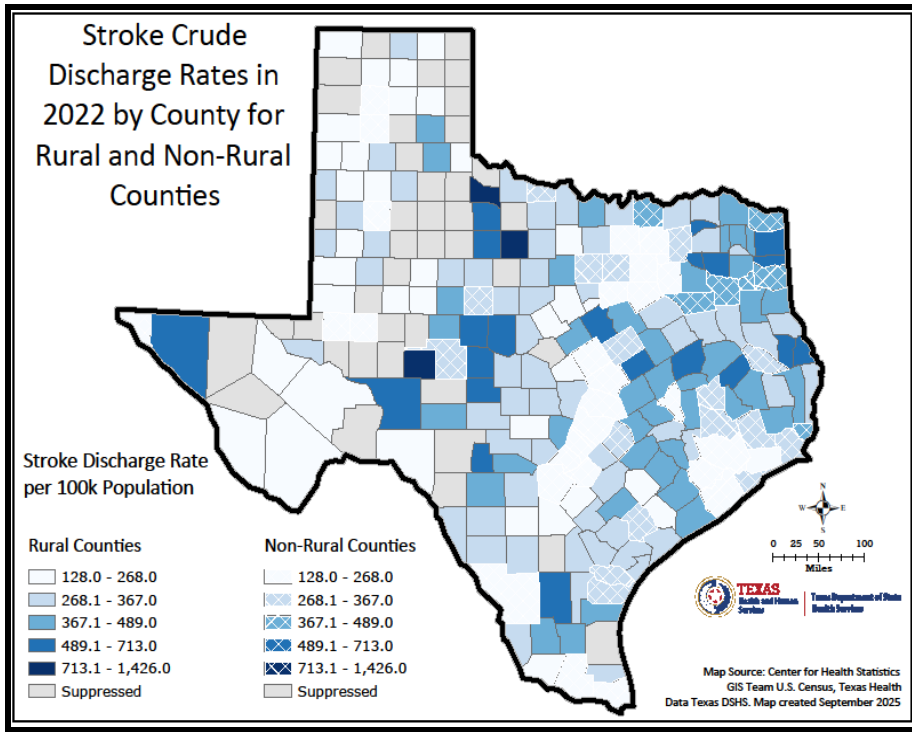 Stroke Crude
Discharge Rates in
2022 by County for
Rural and Non-Rural
Counties
Stroke Discharge Rate
per 100k Population
Rural Counties
128.0 - 268.0
268.1 - 367.0
367.1 - 489.0
489.1 - 713.0
713.1 - 1,426.0
Suppressed
Non-Rural Counties
128.0 - 268.0
268.1 - 367.0
367.1 - 489.0
489.1 - 713.0
713.1 - 1,426.0
Suppressed
N
W E
S
0 25 50 100
Miles
TEXAS
Health and Human
Services
Texas Department of State
Health Services
Map Source: Center for Health Statistics
GIS Team U.S. Census, Texas Health
Data Texas DSHS. Map created September 2025